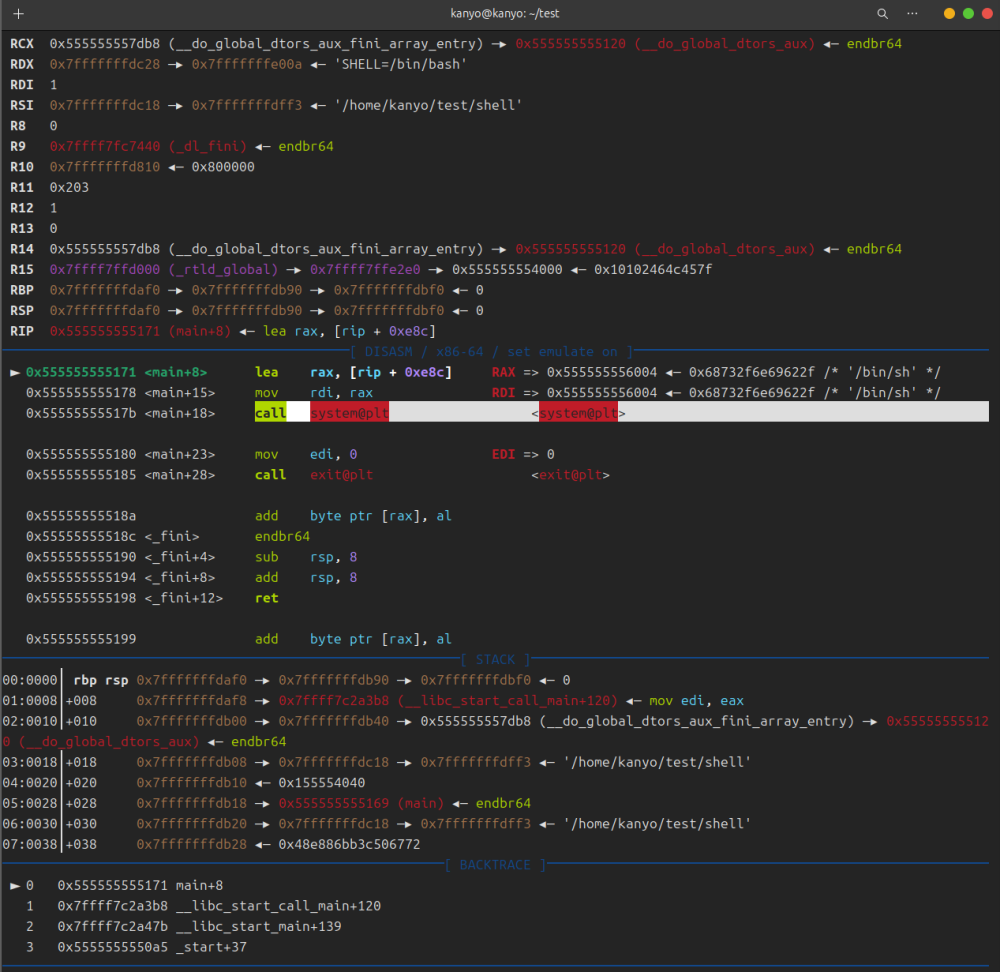 kanyo@kanyo: ~/test
RCX 0x555555557db8 (__do_global_dtors_aux_fini_array_entry) —▸ 0x555555555120 (__do_global_dtors_aux) ◂— endbr64
RDX 0x7fffffffdc28 —▸ 0x7fffffffe00a ◂— 'SHELL=/bin/bash'
RDI 1
RSI 0x7fffffffdc18 —▸ 0x7fffffffdff3 ◂— '/home/kanyo/test/shell'
R8 0
R9 0x7ffff7fc7440 (_dl_fini) ◂— endbr64
R10 0x7fffffffd810 ◂— 0x800000
R11 0x203
R12 1
R13 0
R14 0x555555557db8 (__do_global_dtors_aux_fini_array_entry) —▸ 0x555555555120 (__do_global_dtors_aux) ◂— endbr64
R15 0x7ffff7ffd000 (_rtld_global) —▸ 0x7ffff7ffe2e0 —▸ 0x555555554000 ◂— 0x10102464c457f
RBP 0x7fffffffdaf0 —▸ 0x7fffffffdb90 —▸ 0x7fffffffdbf0 ◂— 0
RSP 0x7fffffffdaf0 —▸ 0x7fffffffdb90 —▸ 0x7fffffffdbf0 ◂— 0
RIP 0x555555555171 (main+8) ◂— lea rax, [rip + 0xe8c]
[ DISASM / x86-64 / set emulate on ]
► 0x555555555171 <main+8> lea rax, [rip + 0xe8c] RAX => 0x555555556004 ◂— 0x68732f6e69622f /* '/bin/sh' */
0x555555555178 <main+15> mov rdi, rax RDI => 0x555555556004 ◂— 0x68732f6e69622f /* '/bin/sh' */
0x55555555517b <main+18> call system@plt <system@plt>
0x555555555180 <main+23> mov edi, 0 EDI => 0
0x555555555185 <main+28> call exit@plt <exit@plt>
0x55555555518a add byte ptr [rax], al
0x55555555518c <_fini> endbr64
0x555555555190 <_fini+4> sub rsp, 8
0x555555555194 <_fini+8> add rsp, 8
0x555555555198 <_fini+12> ret
0x555555555199 add byte ptr [rax], al
[ STACK ]
00:0000│ rbp rsp 0x7fffffffdaf0 —▸ 0x7fffffffdb90 —▸ 0x7fffffffdbf0 ◂— 0
01:0008│ +008 0x7fffffffdaf8 —▸ 0x7ffff7c2a3b8 (__libc_start_call_main+120) ◂— mov edi, eax
02:0010│ +010 0x7fffffffdb00 —▸ 0x7fffffffdb40 —▸ 0x555555557db8 (__do_global_dtors_aux_fini_array_entry) —▸ 0x55555555512
0 (__do_global_dtors_aux) ◂— endbr64
03:0018│ +018 0x7fffffffdb08 —▸ 0x7fffffffdc18 —▸ 0x7fffffffdff3 ◂— '/home/kanyo/test/shell'
04:0020│ +020 0x7fffffffdb10 ◂— 0x155554040
05:0028│ +028 0x7fffffffdb18 —▸ 0x555555555169 (main) ◂— endbr64
06:0030│ +030 0x7fffffffdb20 —▸ 0x7fffffffdc18 —▸ 0x7fffffffdff3 ◂— '/home/kanyo/test/shell'
07:0038│ +038 0x7fffffffdb28 ◂— 0x48e886bb3c506772
[ BACKTRACE ]
► 0 0x555555555171 main+8
1 0x7ffff7c2a3b8 __libc_start_call_main+120
2 0x7ffff7c2a47b __libc_start_main+139
3 0x5555555550a5 _start+37